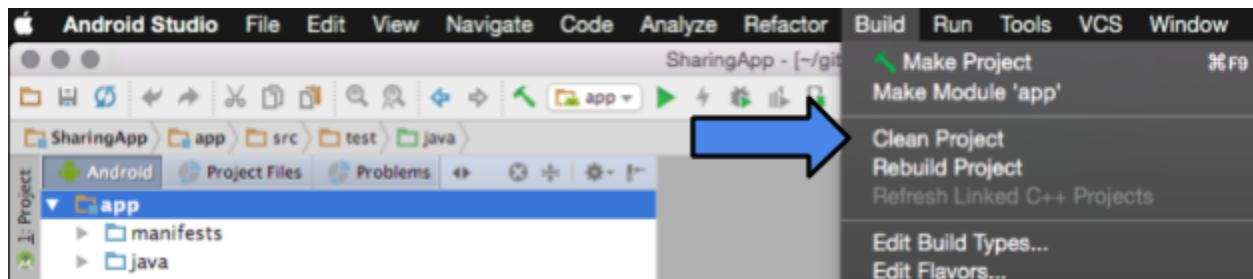 Android Studio File Edit View Navigate Code Analyze Refactor Build Run Tools VCS Window
SharingApp - [~/git
Make Project ⌘F9
app
Make Module 'app'
SharingApp app src test java
Clean Project
Android Project Files Problems
Rebuild Project
1: Project
app
Refresh Linked C++ Projects
manifests
Edit Build Types...
java
Edit Flavors...